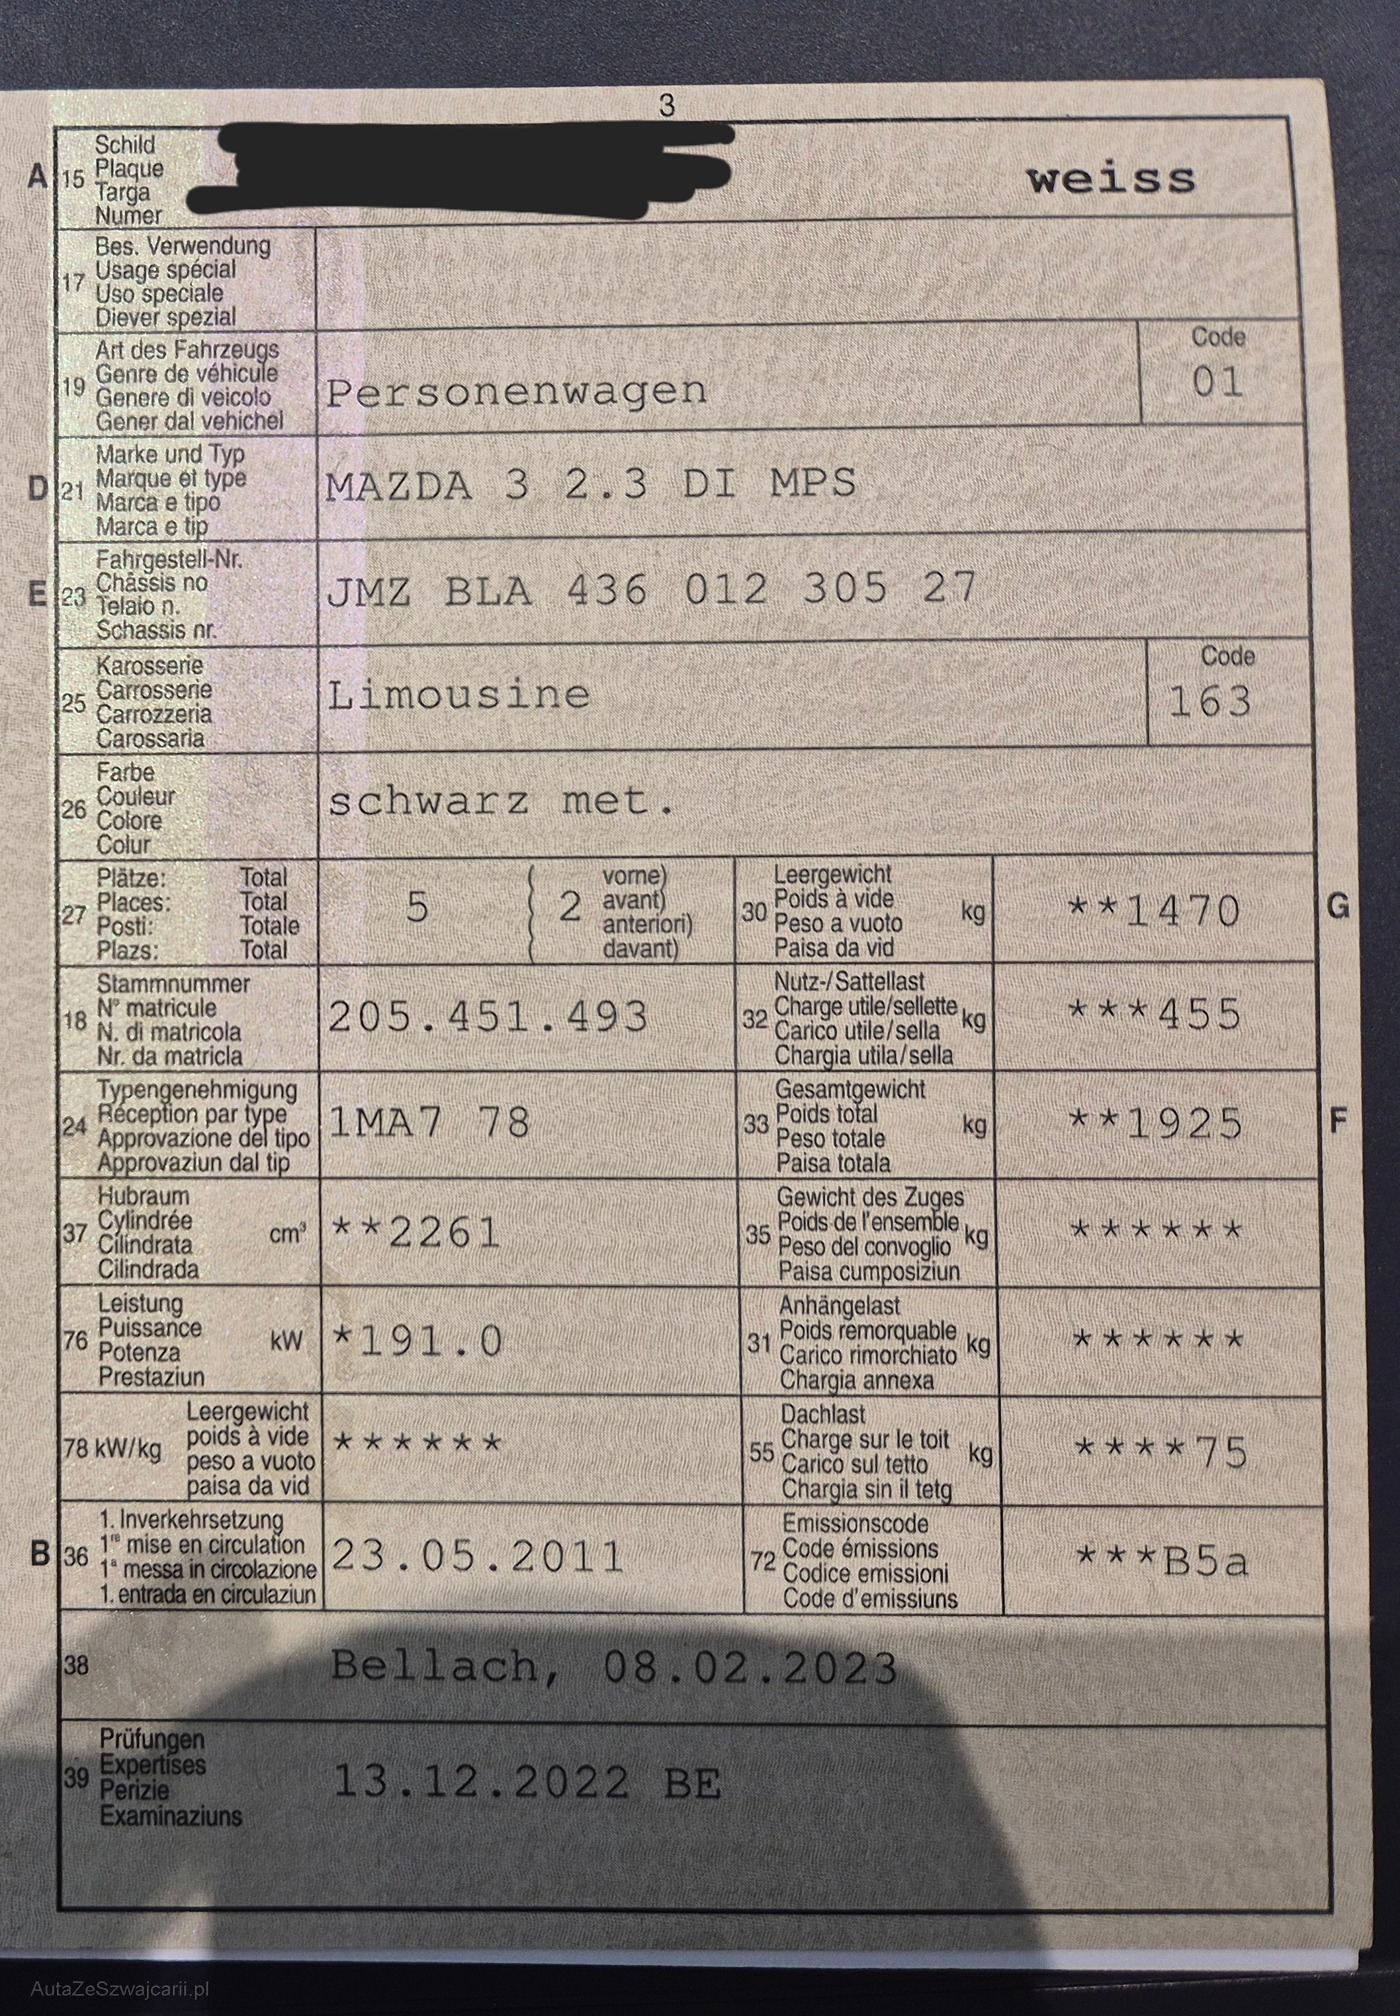 3
A 15 Schild
Plaque
Targa
Numer
weiss
17 Bes. Verwendung
Usage spécial
Uso speciale
Diever spezial
19 Art des Fahrzeugs
Genre de véhicule
Genere di veicolo
Gener dal vehichel
Personenwagen
Code
01
D 21 Marke und Typ
Marque et type
Marca e tipo
Marca e tip
MAZDA 3 2.3 DI MPS
E 23 Fahrgestell-Nr.
Châssis no
Telaio n.
Schassis nr.
JMZ BLA 436 012 305 27
25 Karosserie
Carrosserie
Carrozzeria
Carossaria
Limousine
Code
163
26 Farbe
Couleur
Colore
Colur
schwarz met.
27 Plätze: Total
Places: Total
Posti: Totale
Plazs: Total
5 ( 2 vorne)
avant)
anteriori)
davant)
30 Leergewicht
Poids à vide
Peso a vuoto
Paisa da vid
kg
**1470
G
18 Stammnummer
N° matricule
N. di matricola
Nr. da matricla
205.451.493
32 Nutz-/Sattellast
Charge utile/sellette
Carico utile/sella
Chargia utila/sella
kg
***455
24 Typengenehmigung
Réception par type
Approvazione del tipo
Approvaziun dal tip
1MA7 78
33 Gesamtgewicht
Poids total
Peso totale
Paisa totala
kg
**1925
F
37 Hubraum
Cylindrée
Cilindrata
Cilindrada
cm³
**2261
35 Gewicht des Zuges
Poids de l'ensemble
Peso del convoglio
Paisa cumposiziun
kg
******
76 Leistung
Puissance
Potenza
Prestaziun
kW
*191.0
31 Anhängelast
Poids remorquable
Carico rimorchiato
Chargia annexa
kg
******
78 kW/kg Leergewicht
poids à vide
peso a vuoto
paisa da vid
******
55 Dachlast
Charge sur le toit
Carico sul tetto
Chargia sin il tetg
kg
****75
B 36 1. Inverkehrsetzung
1re mise en circulation
1a messa in circolazione
1. entrada en circulaziun
23.05.2011
72 Emissionscode
Code émissions
Codice emissioni
Code d'emissiuns
***B5a
38 Bellach, 08.02.2023
39 Prüfungen
Expertises
Perizie
Examinaziuns
13.12.2022 BE
AutaZeSzwajcarii.pl